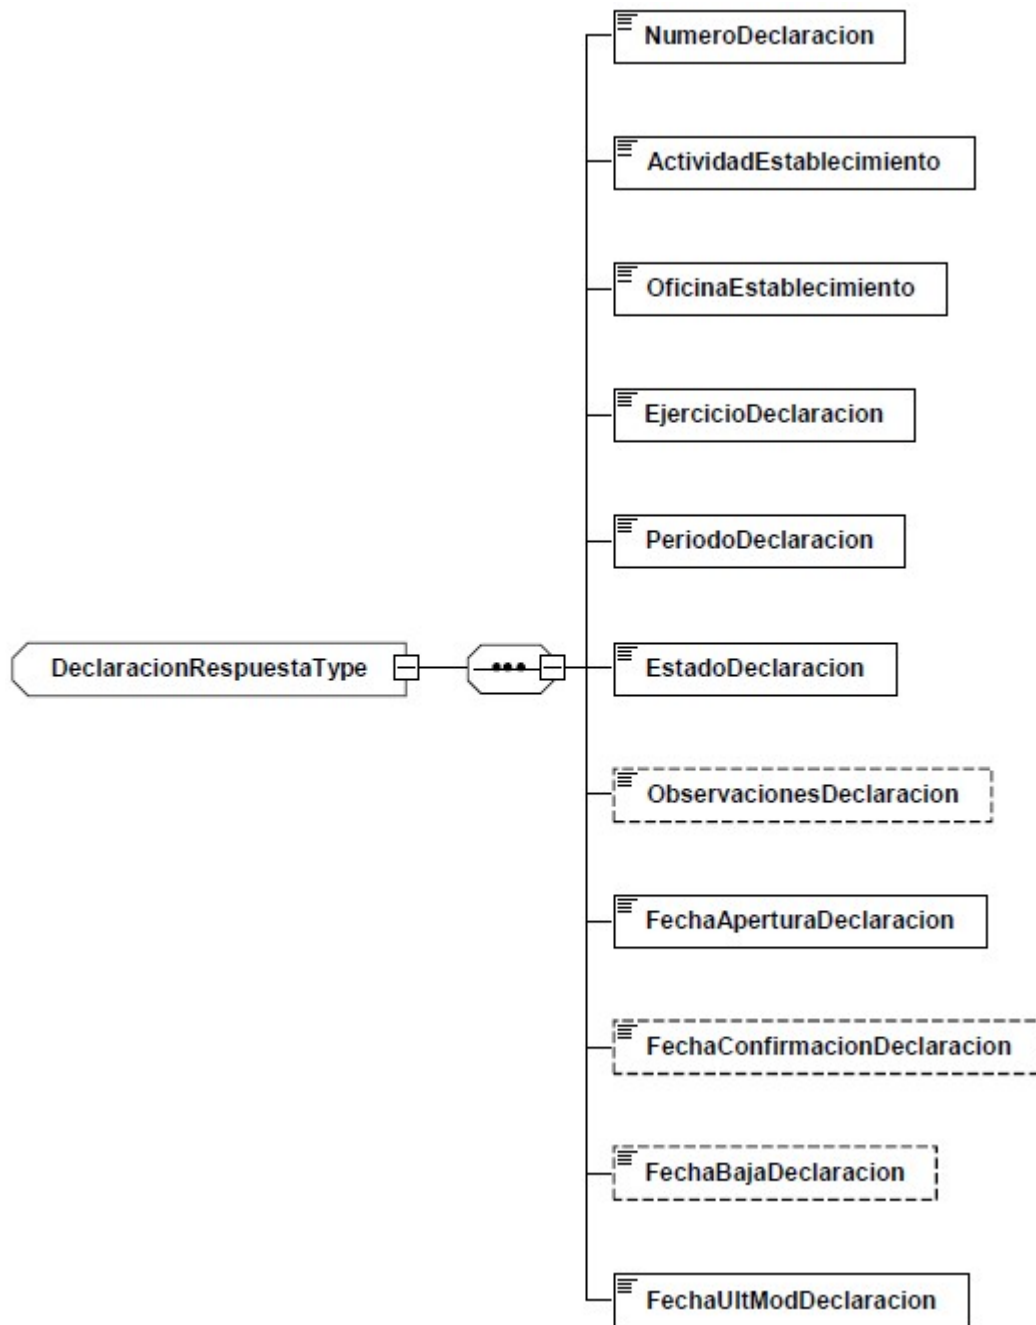 NumeroDeclaracion
ActividadEstablecimiento
OficinaEstablecimiento
EjercicioDeclaracion
PeriodoDeclaracion
DeclaracionRespuestaType
EstadoDeclaracion
ObservacionesDeclaracion
FechaAperturaDeclaracion
FechaConfirmacionDeclaracion
FechaBajaDeclaracion
FechaUltModDeclaracion